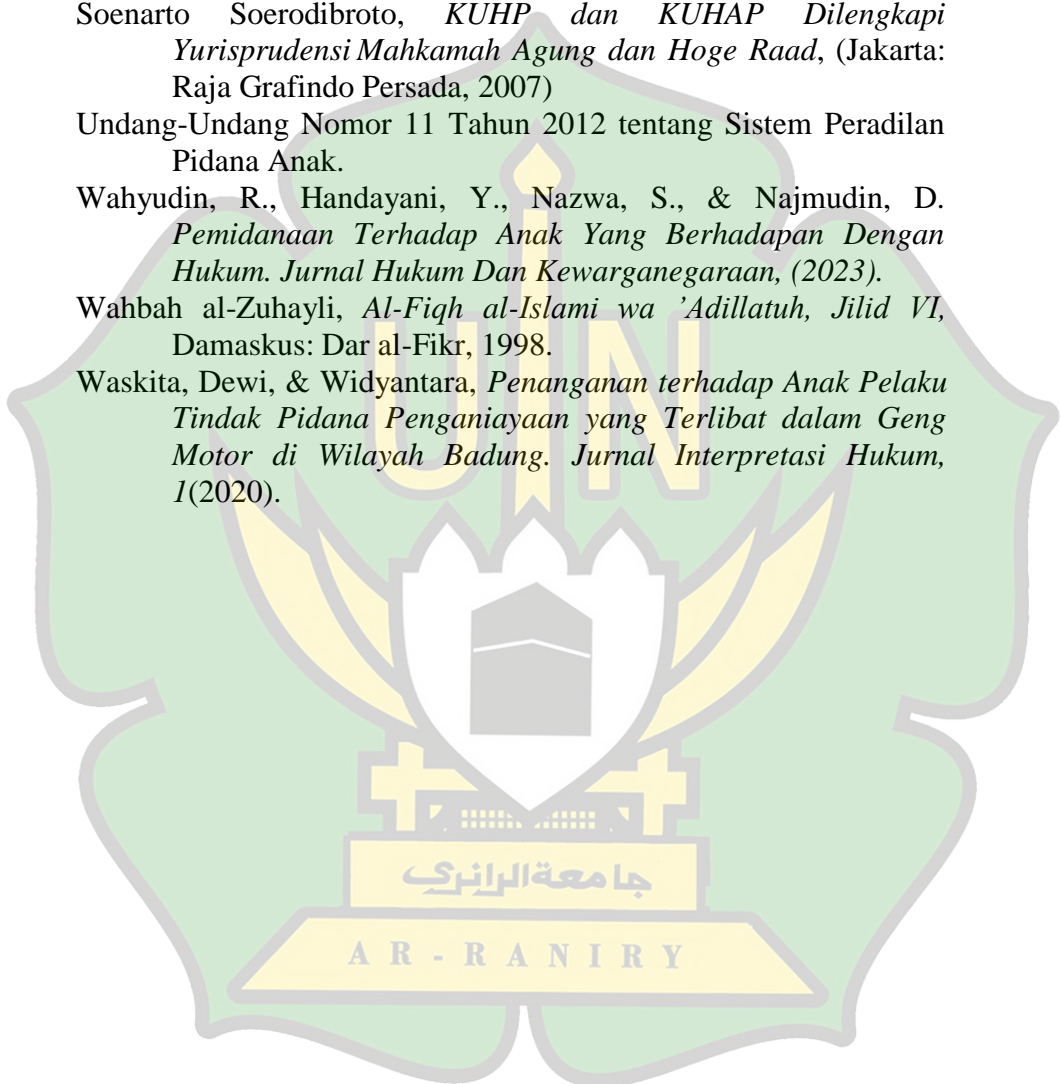 Soenarto Soerodibroto, KUHP dan KUHAP Dilengkapi
Yurisprudensi Mahkamah Agung dan Hoge Raad, (Jakarta:
Raja Grafindo Persada, 2007)
Undang-Undang Nomor 11 Tahun 2012 tentang Sistem Peradilan
Pidana Anak.
Wahyudin, R., Handayani, Y., Nazwa, S., & Najmudin, D.
Pemidanaan Terhadap Anak Yang Berhadapan Dengan
Hukum. Jurnal Hukum Dan Kewarganegaraan, (2023).
Wahbah al-Zuhayli, Al-Fiqh al-Islami wa ’Adillatuh, Jilid VI,
Damaskus: Dar al-Fikr, 1998.
Waskita, Dewi, & Widyantara, Penanganan terhadap Anak Pelaku
Tindak Pidana Penganiayaan yang Terlibat dalam Geng
Motor di Wilayah Badung. Jurnal Interpretasi Hukum,
1(2020).
UIN
جامعة الرانري
AR-RANIRY